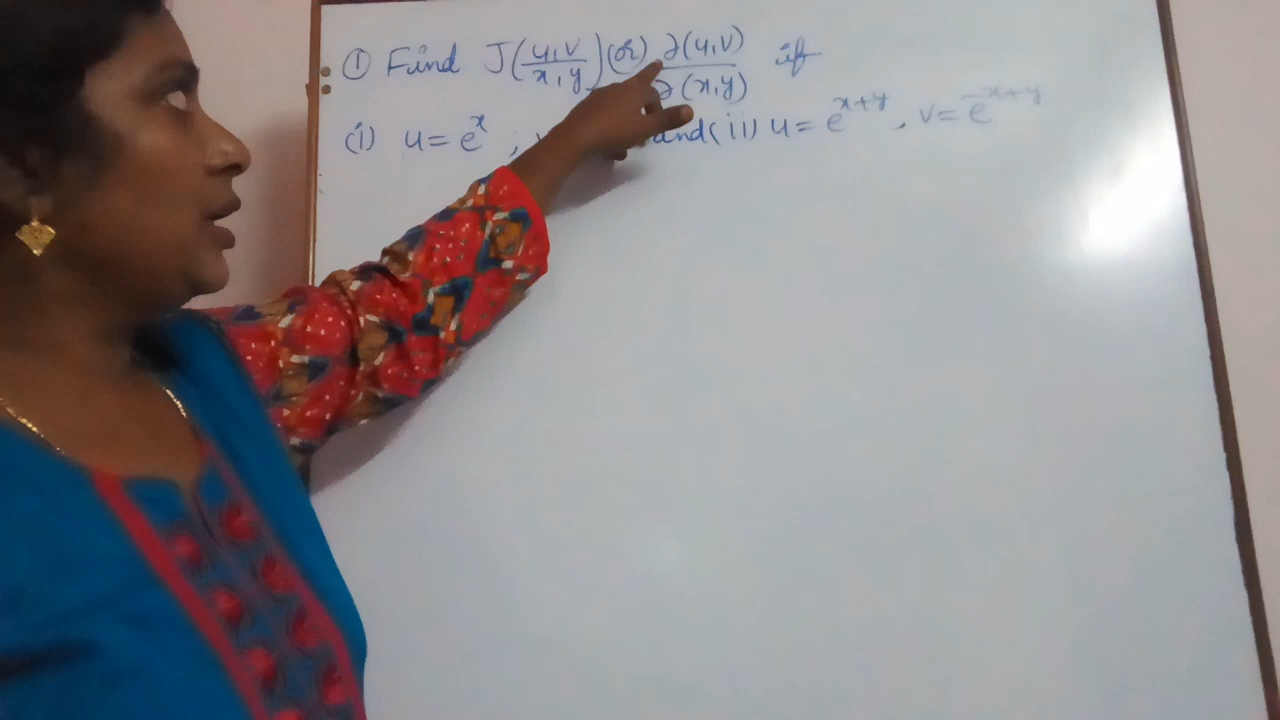 ① Find J(u,v/x,y) (or) ∂(u,v)/∂(x,y) if
(i) u = e^x ; v and (ii) u = e^{x+y} , v = e^{-x+y}